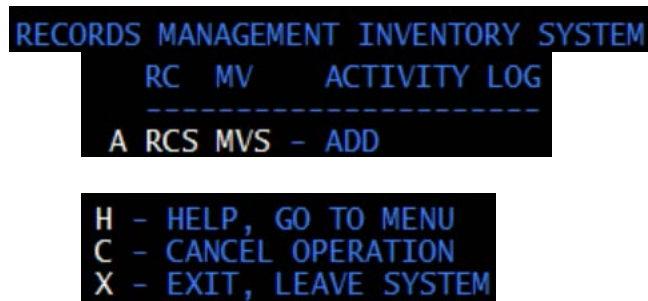 RECORDS MANAGEMENT INVENTORY SYSTEM
RC MV ACTIVITY LOG
-----------------------
A RCS MVS - ADD
H - HELP, GO TO MENU
C - CANCEL OPERATION
X - EXIT, LEAVE SYSTEM